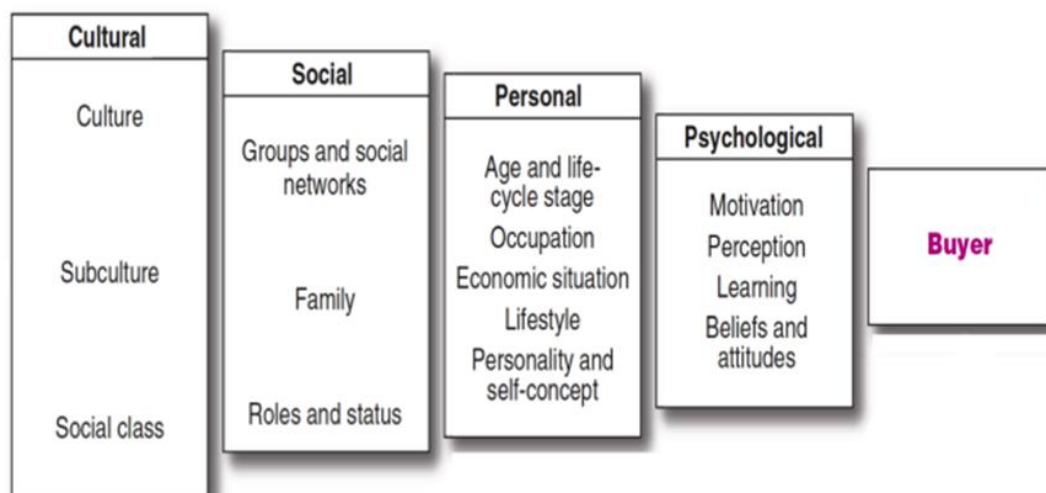 Cultural
Culture
Subculture
Social class
Social
Groups and social
networks
Family
Roles and status
Personal
Age and life-
cycle stage
Occupation
Economic situation
Lifestyle
Personality and
self-concept
Psychological
Motivation
Perception
Learning
Beliefs and
attitudes
Buyer